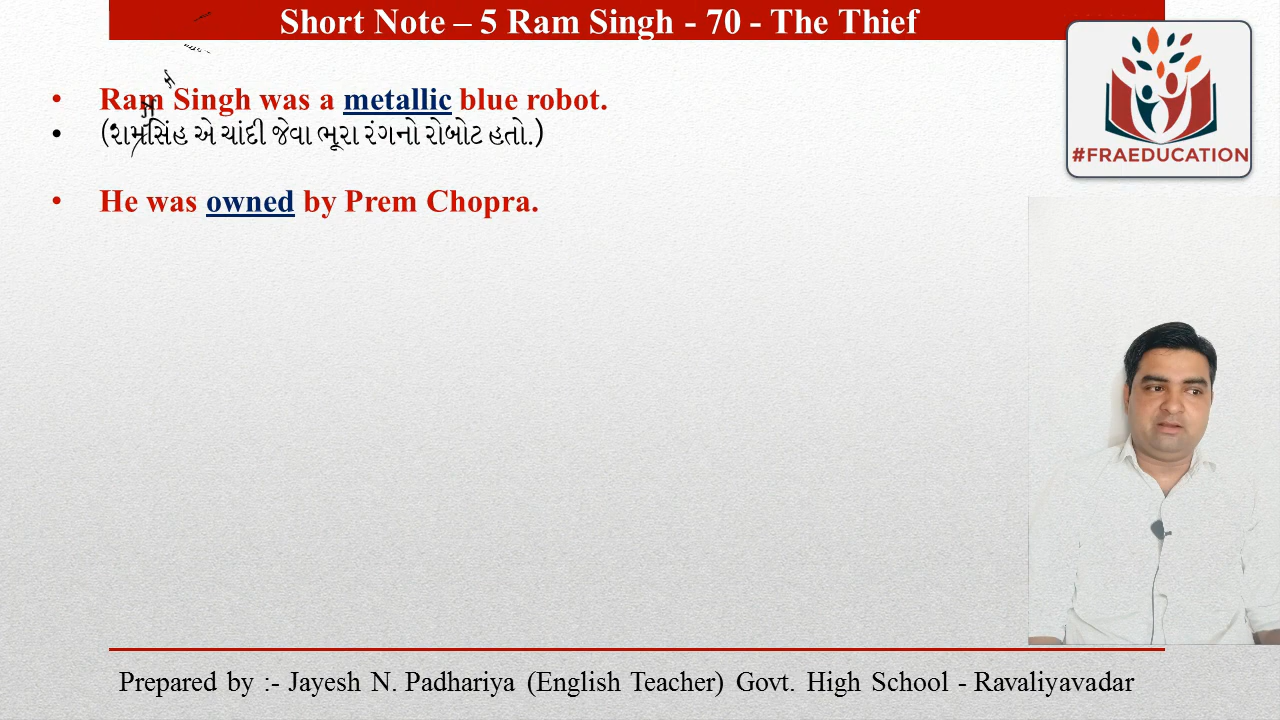 Short Note – 5 Ram Singh - 70 - The Thief
#FRAEDUCATION
• Ram Singh was a metallic blue robot.
• (રામસિંહ એ ચાંદી જેવા ભૂરા રંગનો રોબોટ હતો.)
• He was owned by Prem Chopra.
Prepared by :- Jayesh N. Padhariya (English Teacher) Govt. High School - Ravaliyavadar